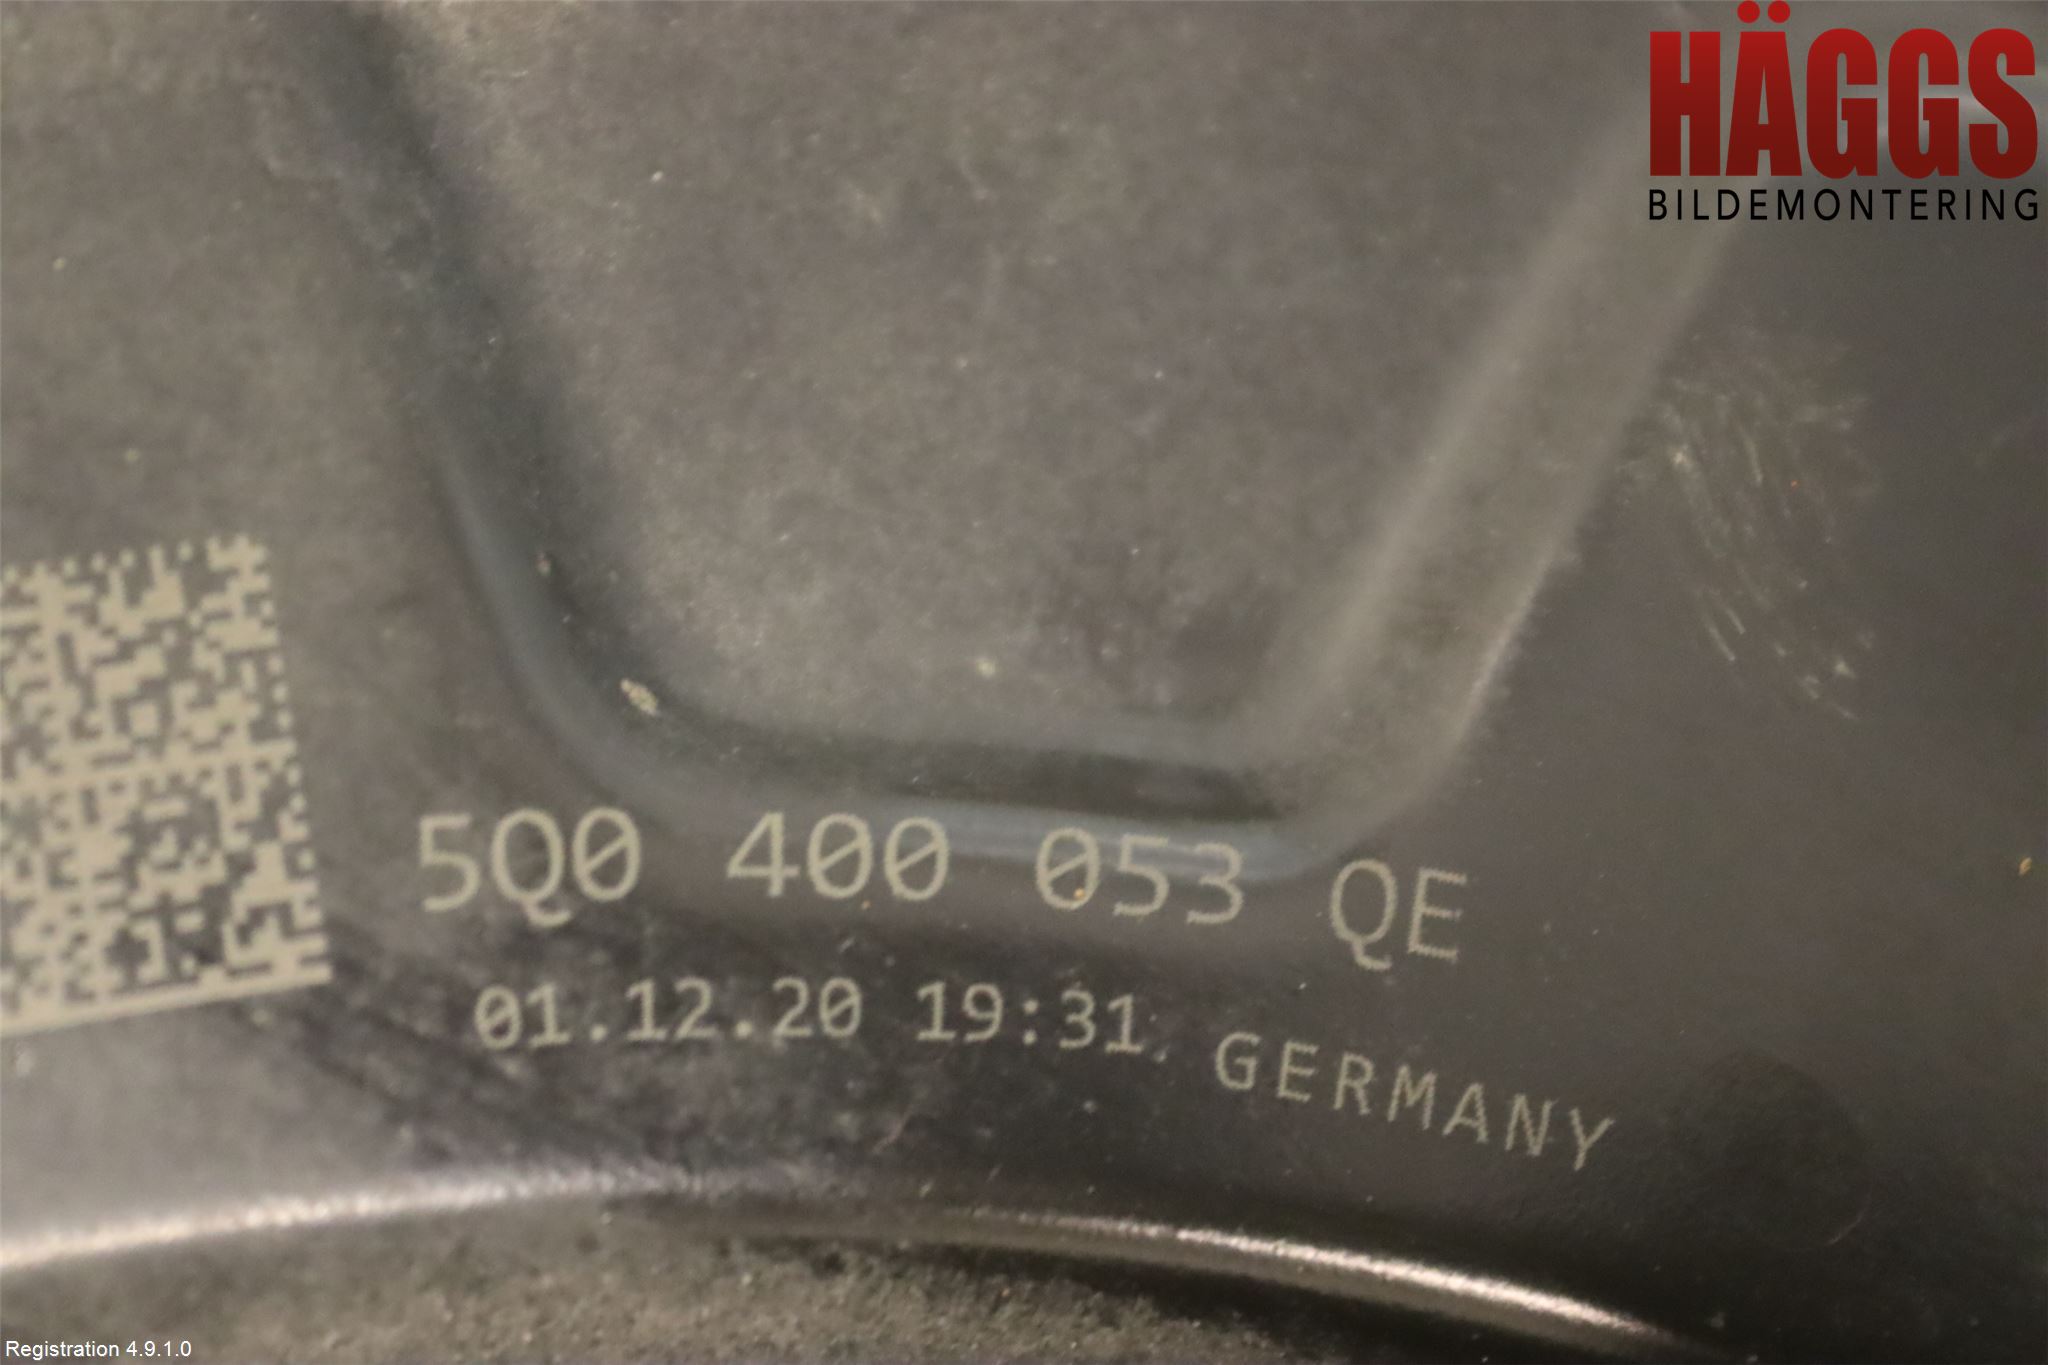 HÄGGS
BILDEMONTERING
5Q0 400 053 QE
01.12.20 19:31. GERMANY
Registration 4.9.1.0